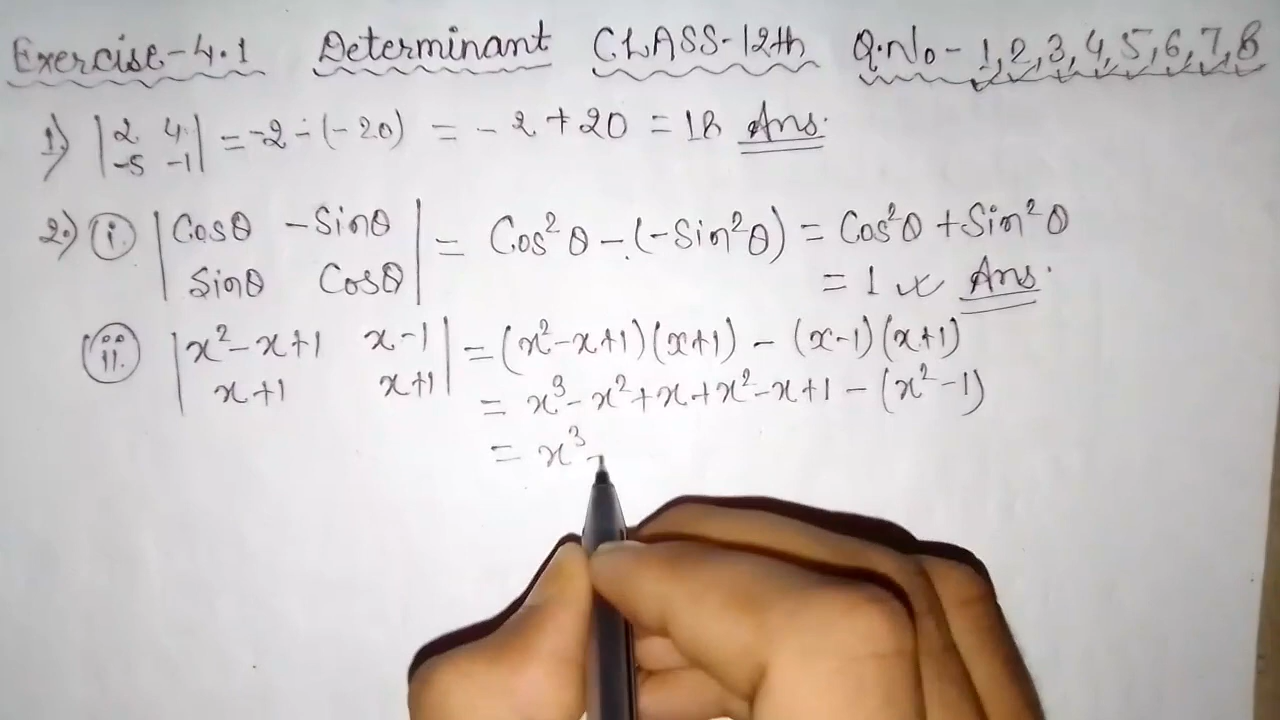 Exercise-4.1 Determinant CLASS-12th Q.No-1,2,3,4,5,6,7,8
1.) |2 4| = -2-(-20) = -2+20 = 18 Ans.
|-5 -1|
2.) (i.) |Cosθ -Sinθ| = Cos²θ-(-Sin²θ) = Cos²θ+Sin²θ
|Sinθ Cosθ| = 1 Ans.
(ii.) |x²-x+1 x-1| = (x²-x+1)(x+1) - (x-1)(x+1)
|x+1 x+1| = x³-x²+x+x²-x+1-(x²-1)
= x³-